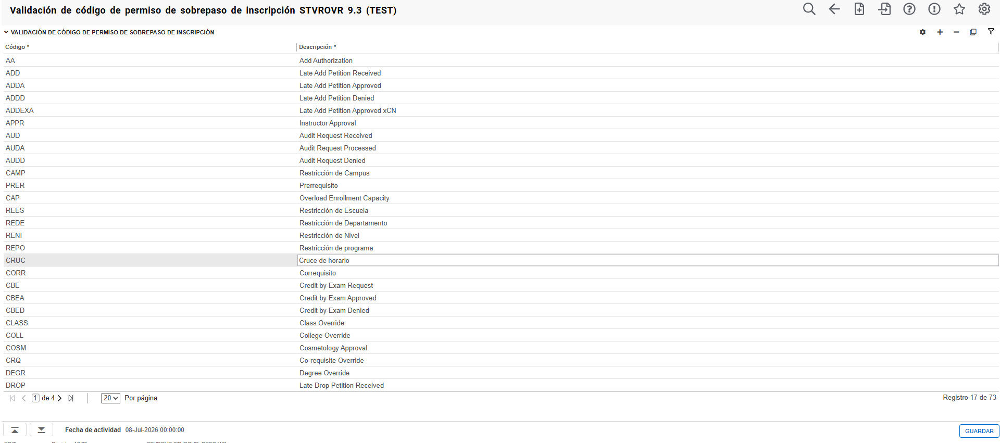 Validación de código de permiso de sobrepaso de inscripción STVROVR 9.3 (TEST)
VALIDACIÓN DE CÓDIGO DE PERMISO DE SOBREPASO DE INSCRIPCIÓN
Código * Descripción *
AA Add Authorization
ADD Late Add Petition Received
ADDA Late Add Petition Approved
ADDD Late Add Petition Denied
ADDEXA Late Add Petition Approved xCN
APPR Instructor Approval
AUD Audit Request Received
AUDA Audit Request Processed
AUDD Audit Request Denied
CAMP Restricción de Campus
PRER Prerrequisito
CAP Overload Enrollment Capacity
REES Restricción de Escuela
REDE Restricción de Departamento
RENI Restricción de Nivel
REPO Restricción de programa
CRUC Cruce de horario
CORR Correquisito
CBE Credit by Exam Request
CBEA Credit by Exam Approved
CBED Credit by Exam Denied
CLASS Class Override
COLL College Override
COSM Cosmetology Approval
CRQ Co-requisite Override
DEGR Degree Override
DROP Late Drop Petition Received
1 de 4 20 Por página Registro 17 de 73
Fecha de actividad 08-Jul-2026 00:00:00
GUARDAR